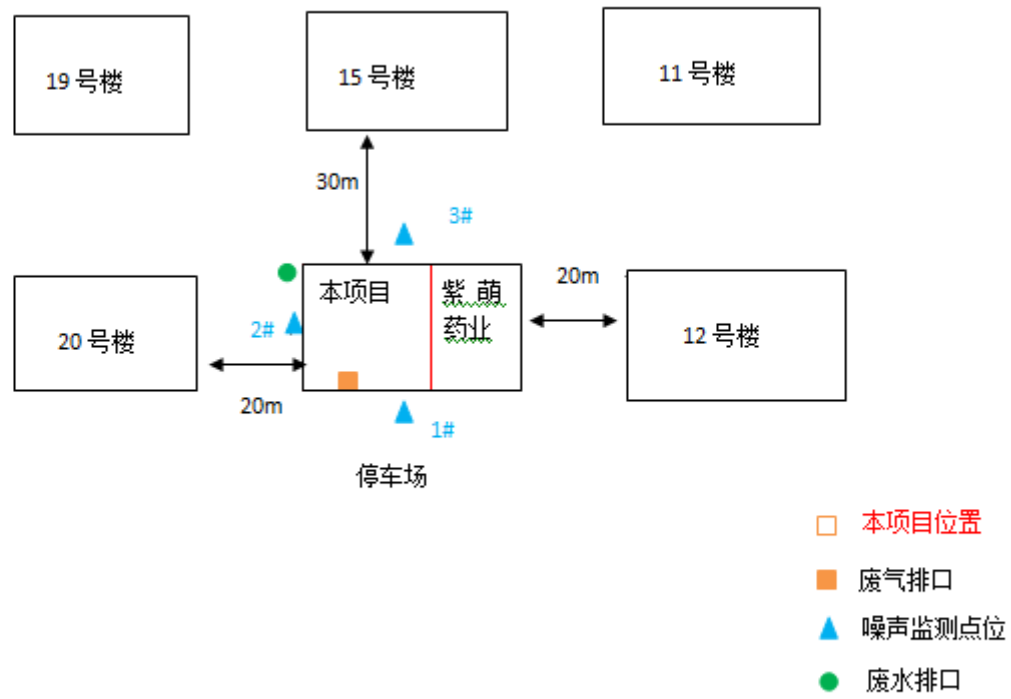 19 号楼
15 号楼
11 号楼
30m
3#
本项目
紫 萌
药业
20m
2#
20 号楼
12 号楼
20m
1#
停车场
本项目位置
废气排口
噪声监测点位
废水排口